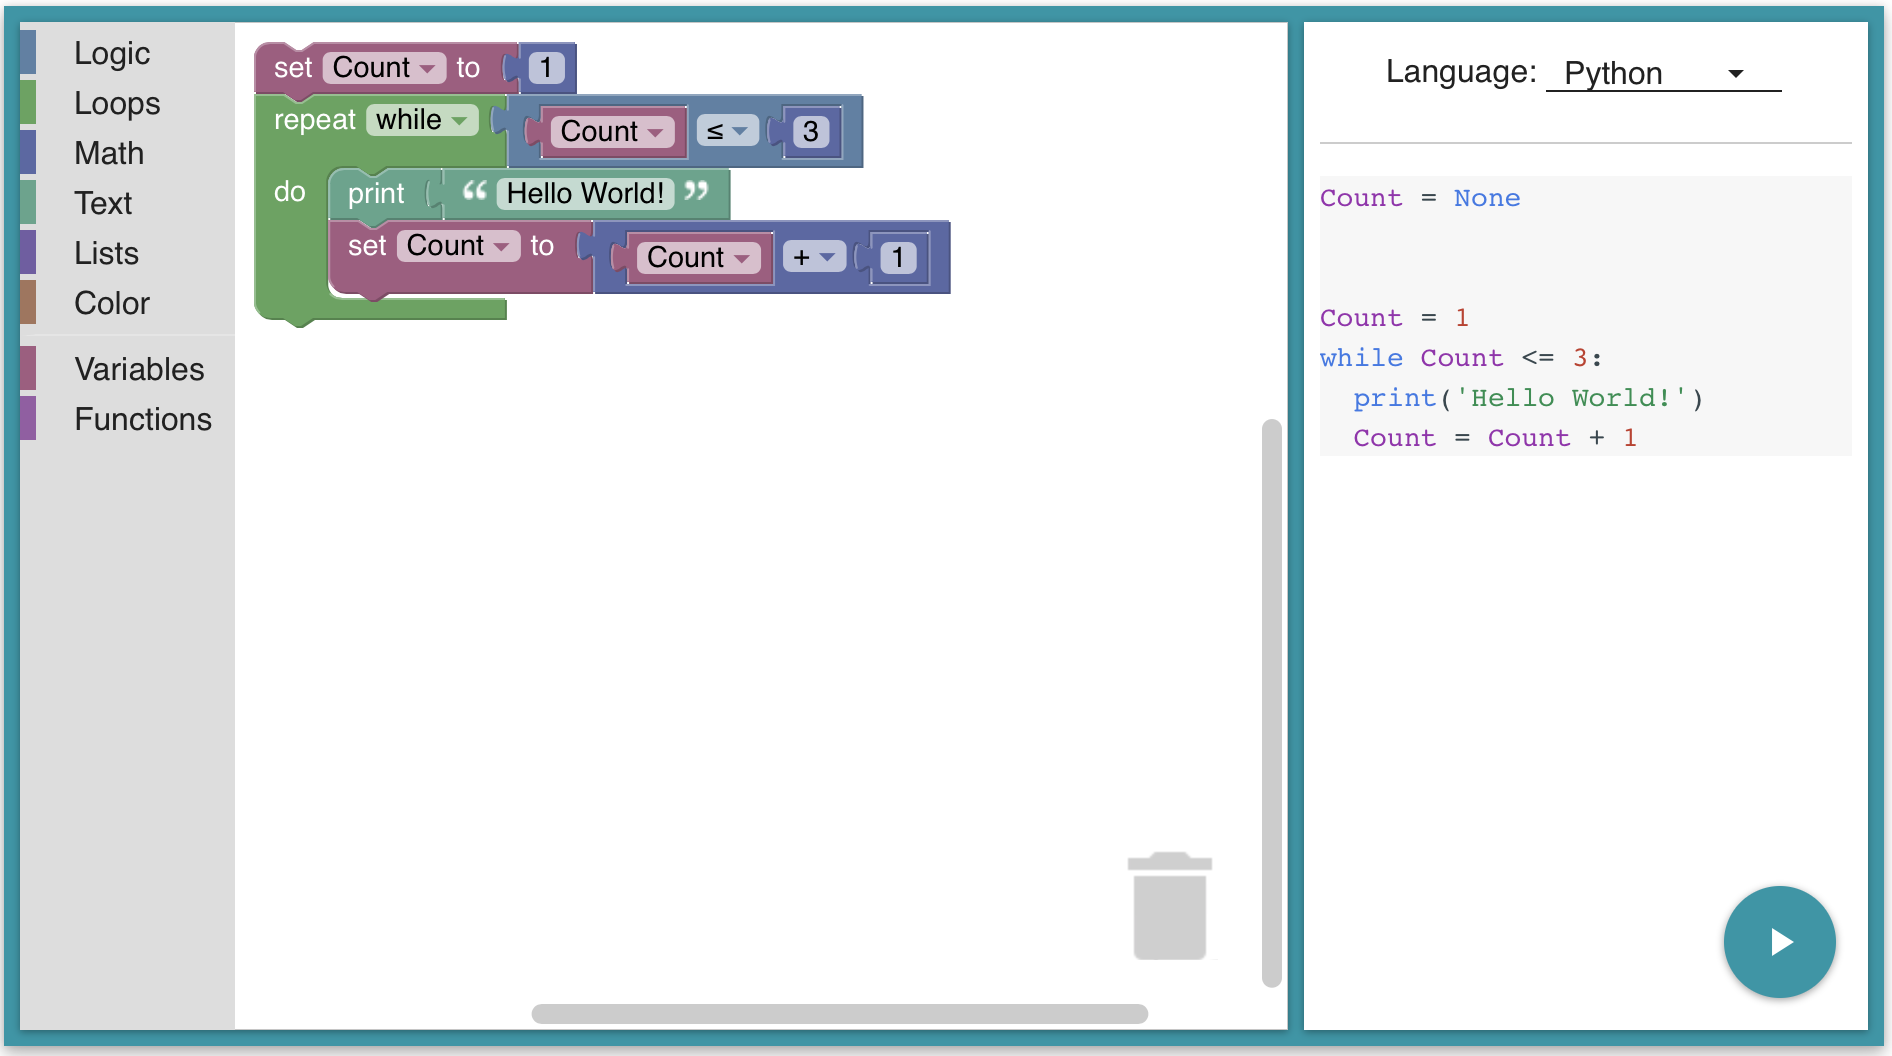 Logic
Loops
Math
Text
Lists
Color
Variables
Functions
set Count to 1
repeat while Count ≤ 3
do print “ Hello World! ”
set Count to Count + 1
Language: Python
Count = None
Count = 1
while Count <= 3:
  print('Hello World!')
  Count = Count + 1